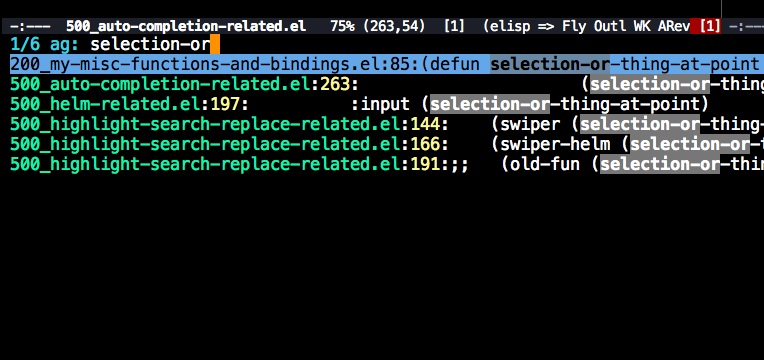 -:--- 500_auto-completion-related.el 75% (263,54) [1] (elisp => Fly Outl WK ARev [1] -:---
1/6 ag: selection-or
200_my-misc-functions-and-bindings.el:85:(defun selection-or-thing-at-point
500_auto-completion-related.el:263: (selection-or-thing
500_helm-related.el:197: :input (selection-or-thing-at-point)
500_highlight-search-replace-related.el:144: (swiper (selection-or-thing-
500_highlight-search-replace-related.el:166: (swiper-helm (selection-or-t
500_highlight-search-replace-related.el:191:;; (old-fun (selection-or-thin